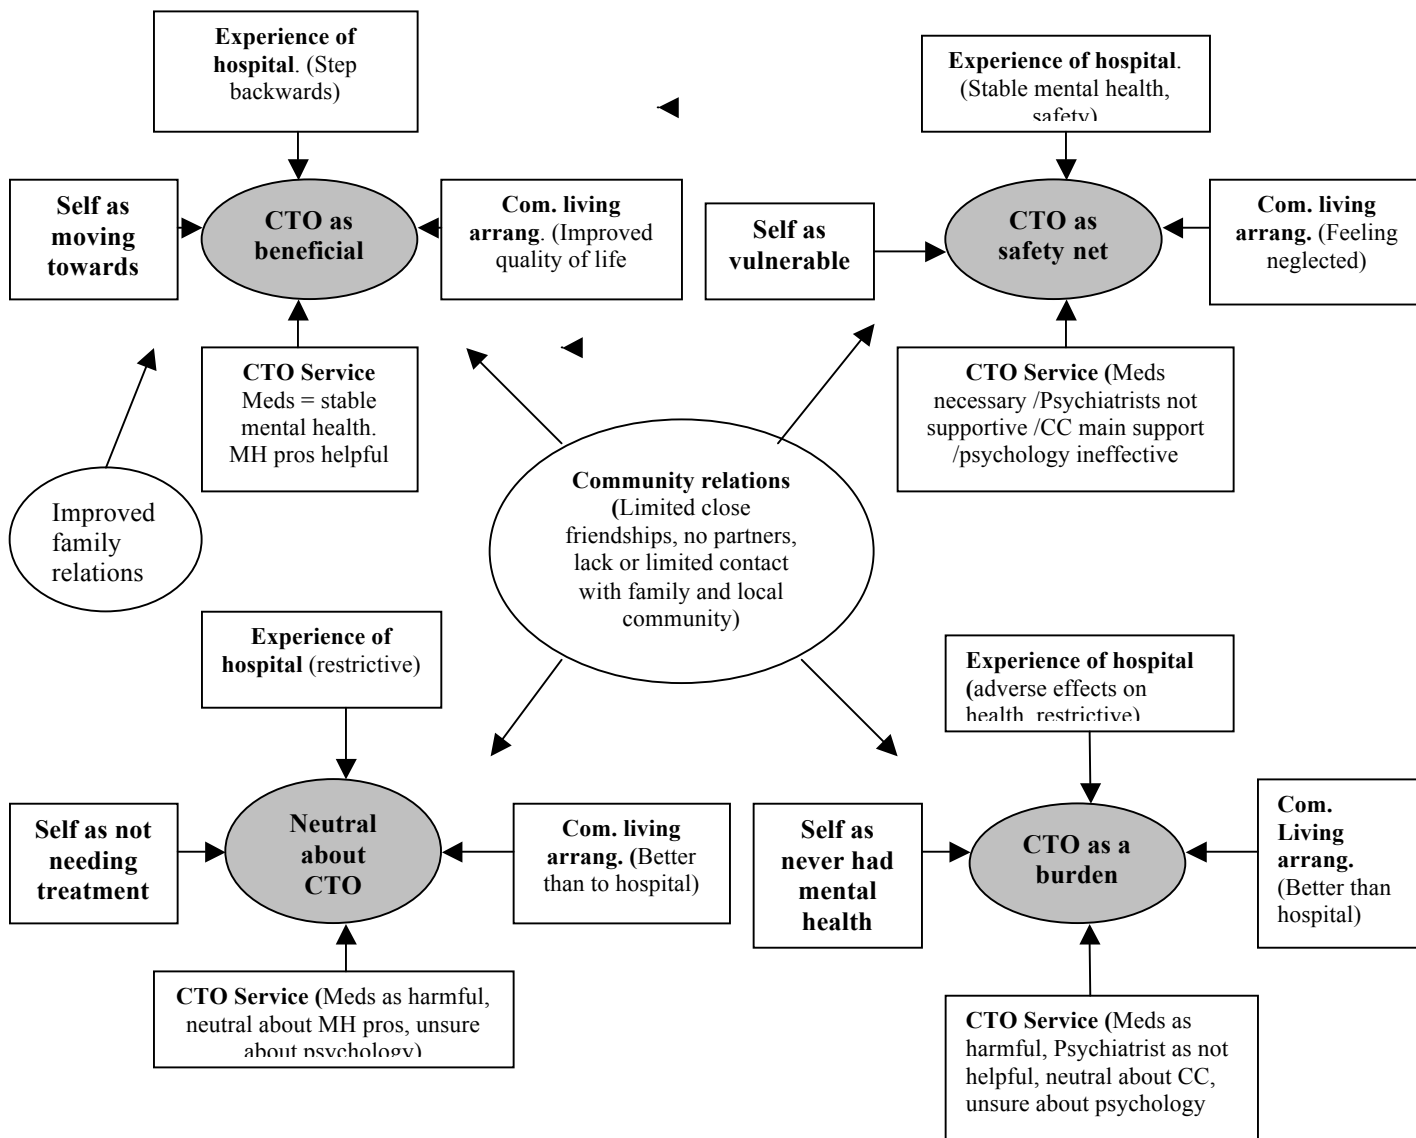 Experience of
hospital. (Step
backwards)
Experience of hospital.
(Stable mental health,
safety)
Self as
moving
towards
CTO as
beneficial
Com. living
arrang. (Improved
quality of life
Self as
vulnerable
CTO as
safety net
Com. living
arrang. (Feeling
neglected)
CTO Service
Meds = stable
mental health.
MH pros helpful
CTO Service (Meds
necessary /Psychiatrists not
supportive /CC main support
/psychology ineffective
Improved
family
relations
Community relations
(Limited close
friendships, no partners,
lack or limited contact
with family and local
community)
Experience of
hospital (restrictive)
Experience of hospital
(adverse effects on
health, restrictive)
Self as not
needing
treatment
Neutral
about
CTO
Com. living
arrang. (Better
than to hospital)
Self as
never had
mental
health
CTO as a
burden
Com.
Living
arrang.
(Better than
hospital)
CTO Service (Meds as harmful,
neutral about MH pros, unsure
about psychology)
CTO Service (Meds as
harmful, Psychiatrist as not
helpful, neutral about CC,
unsure about psychology